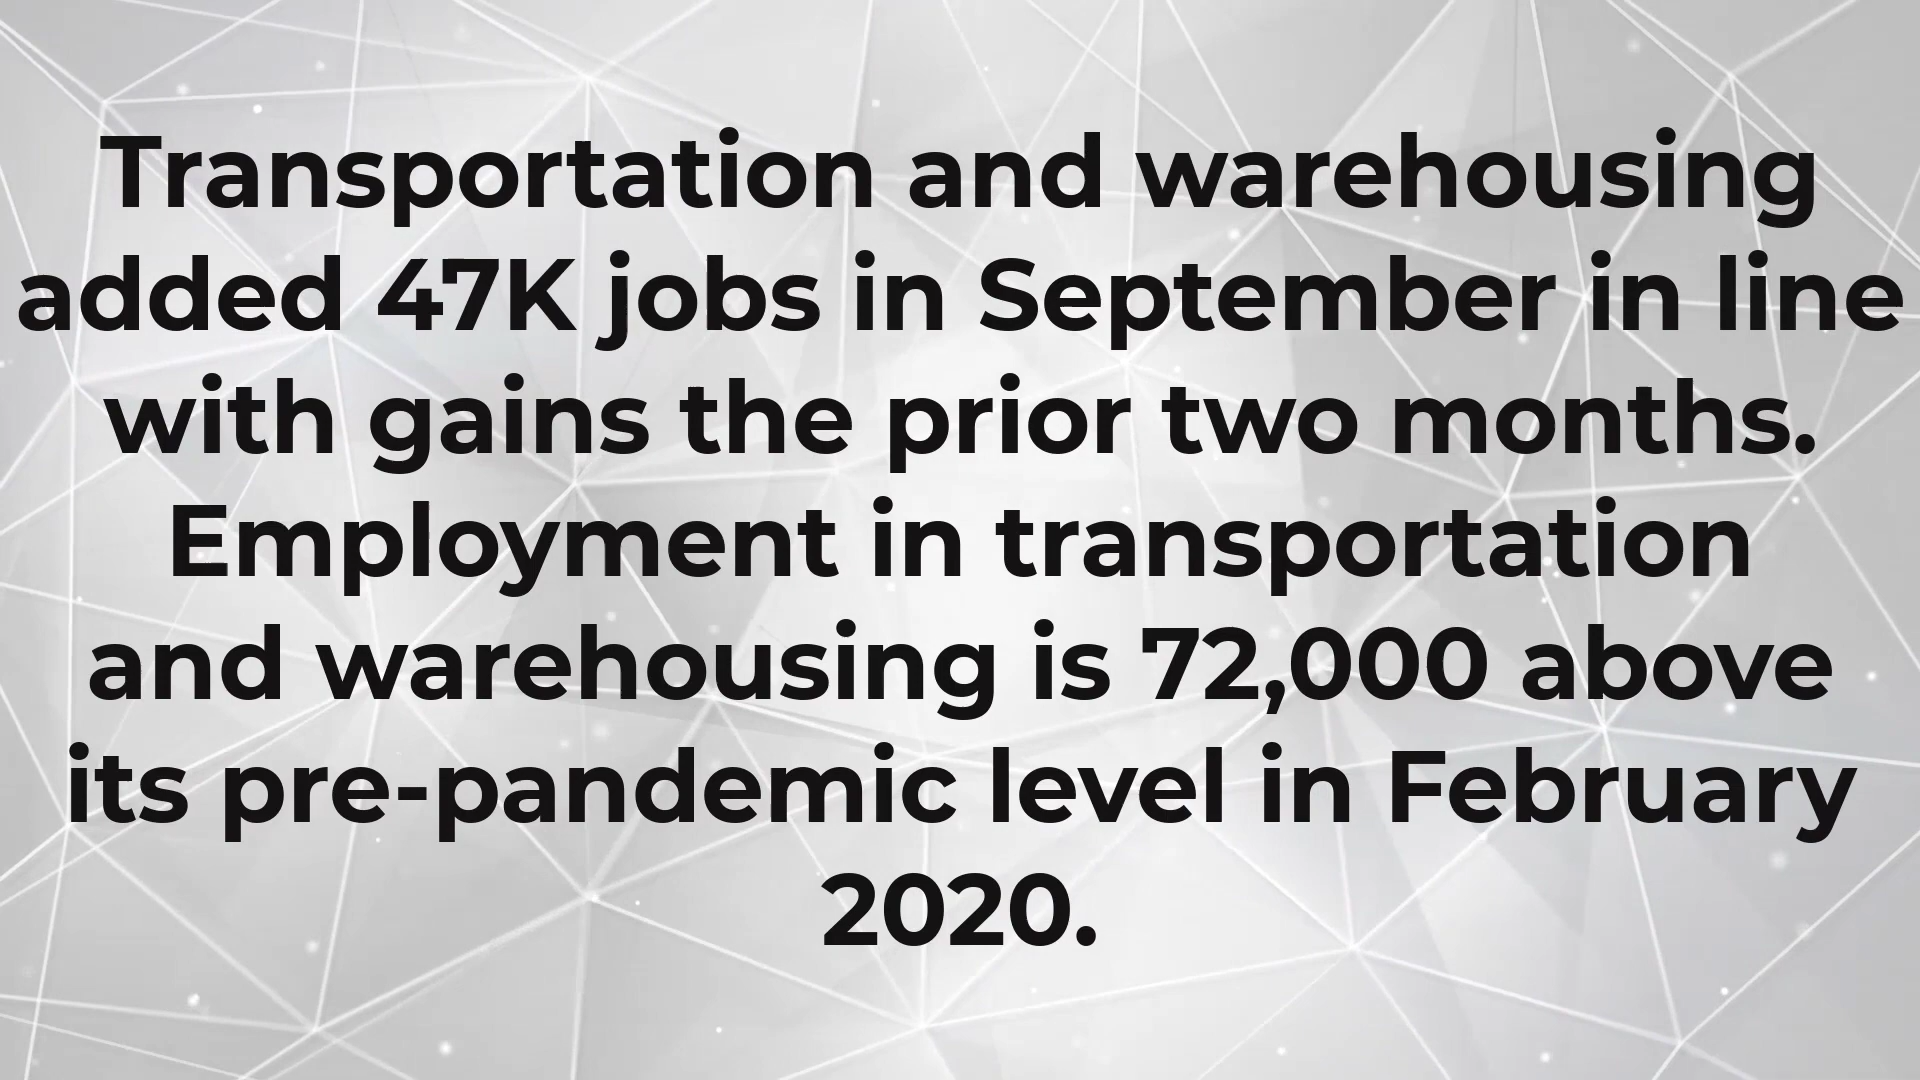 Transportation and warehousing
added 47K jobs in September in line
with gains the prior two months.
Employment in transportation
and warehousing is 72,000 above
its pre-pandemic level in February
2020.